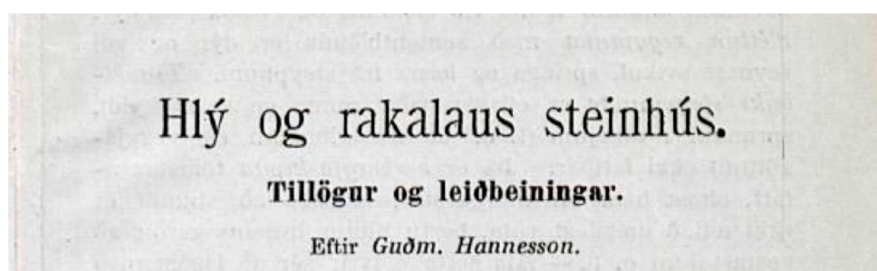 Hlý og rakalaus steinhús.
Tillögur og leiðbeiningar.
Eftir Guðm. Hannesson.